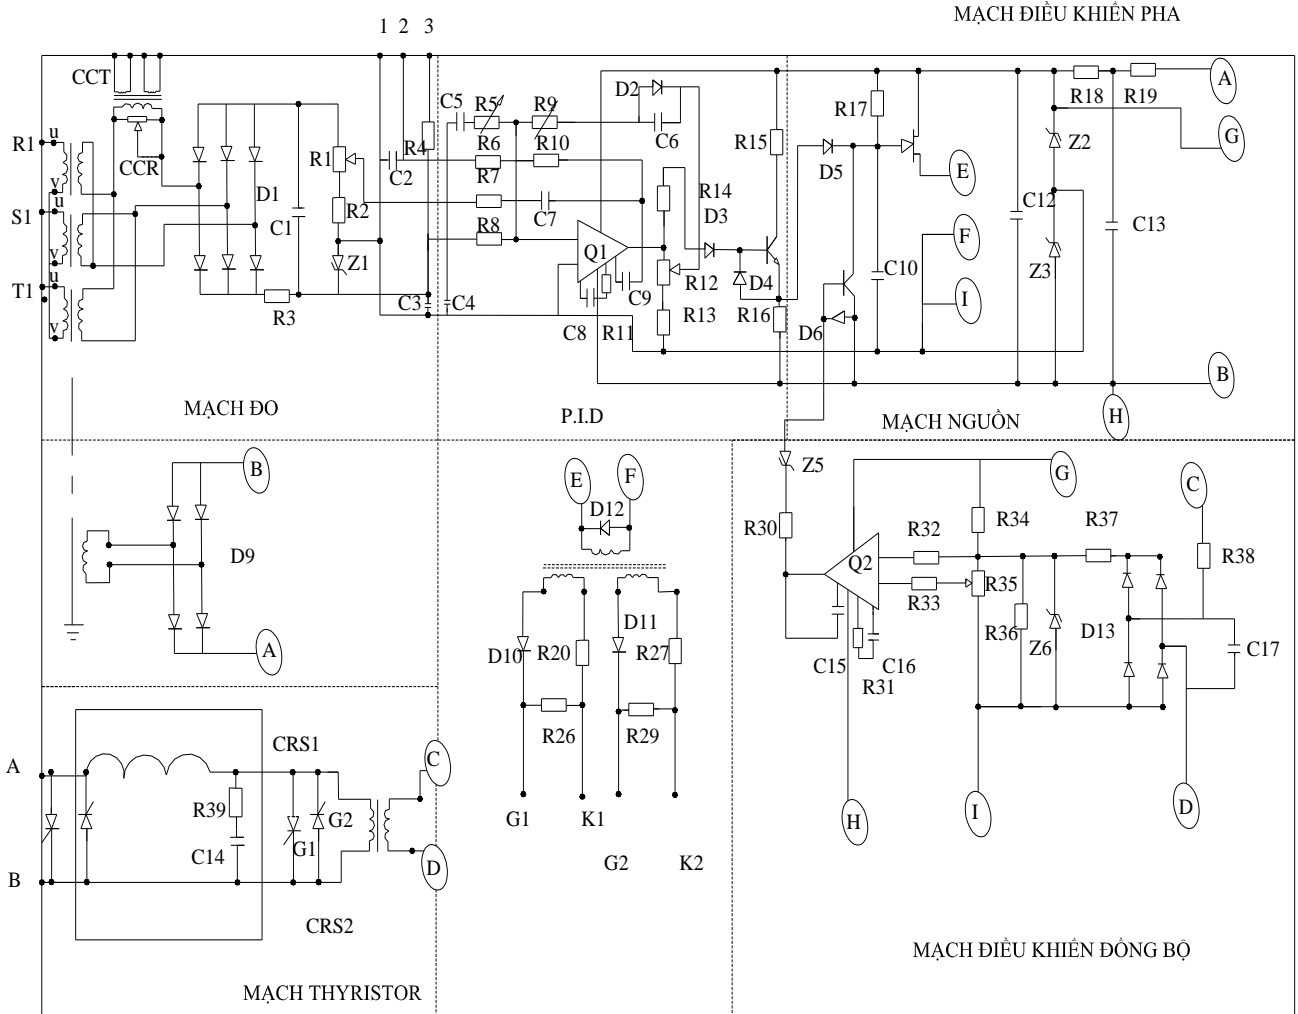 MẠCH ĐIỀU KHIỂN PHA
1 2 3
CCT
R1
u
v
CCR
S1
u
v
T1
u
v
D1
C1
R3
R1
R2
Z1
C2
R4
C3
C4
C5
R5
R6
R7
R8
R9
R10
C7
D2
C6
Q1
C8
R11
C9
R14
D3
R12
R13
D4
R15
R16
D5
D6
R17
C10
C12
Z2
Z3
R18
R19
C13
A
G
E
F
I
B
H
MẠCH ĐO
P.I.D
MẠCH NGUỒN
B
D9
A
E
F
D12
D10
R20
D11
R27
R26
R29
G1
K1
G2
K2
Z5
R30
Q2
R32
R33
R34
R35
R36
Z6
R37
D13
R38
C17
C15
C16
R31
G
C
H
I
D
A
B
CRS1
R39
C14
G1
G2
C
D
CRS2
MẠCH THYRISTOR
MẠCH ĐIỀU KHIỂN ĐỒNG BỘ